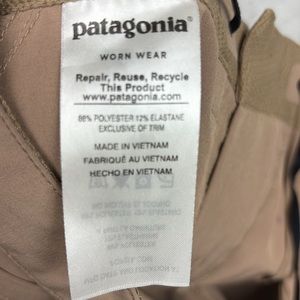 patagonia®
WORN WEAR
Repair, Reuse, Recycle
This Product
www.patagonia.com
88% POLYESTER 12% ELASTANE
EXCLUSIVE OF TRIM
MADE IN VIETNAM
FABRIQUÉ AU VIETNAM
HECHO EN VIETNAM